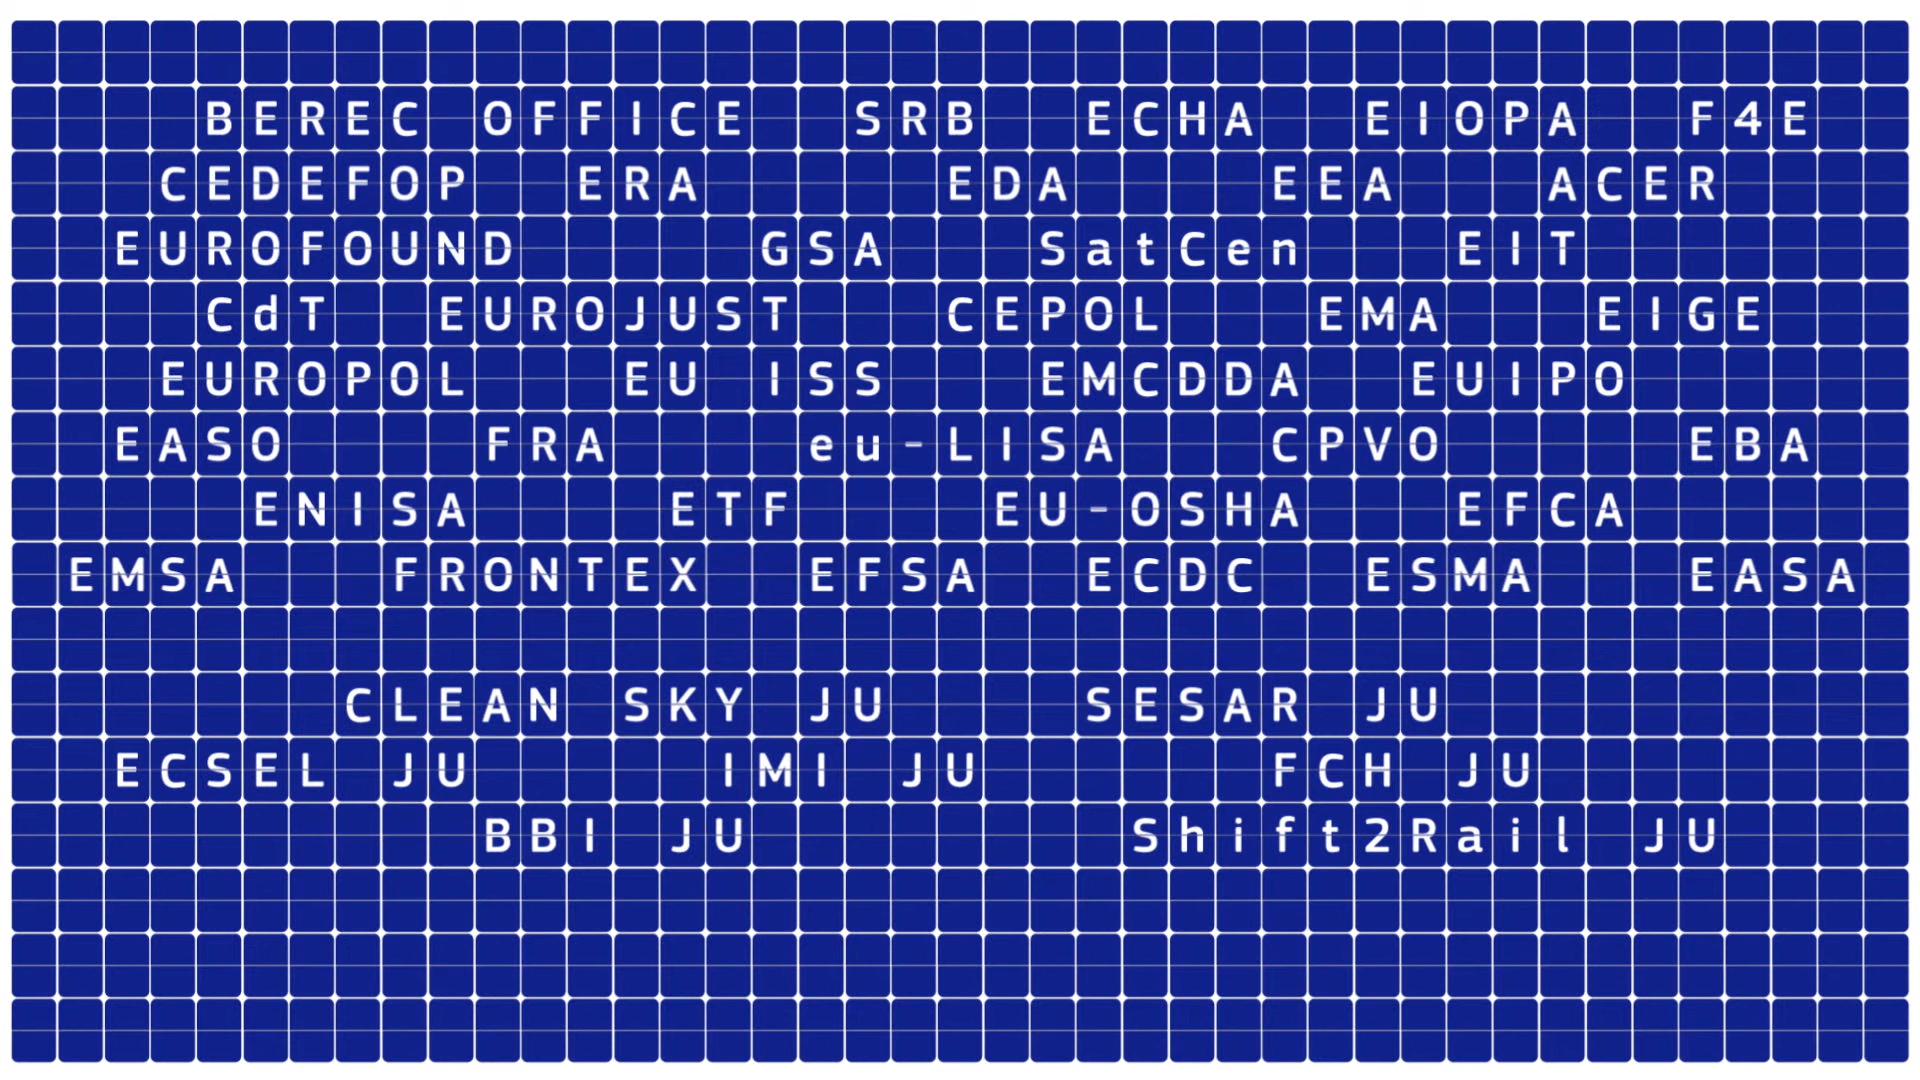 BEREC OFFICE SRB ECHA EIOPA F4E
CEDEFOP ERA EDA EEA ACER
EUROFOUND GSA SatCen EIT
CdT EUROJUST CEPOL EMA EIGE
EUROPOL EU ISS EMCDDA EUIPO
EASO FRA eu-LISA CPVO EBA
ENISA ETF EU-OSHA EFCA
EMSA FRONTEX EFSA ECDC ESMA EASA
CLEAN SKY JU SESAR JU
ECSEL JU IMI JU FCH JU
BBI JU Shift2Rail JU